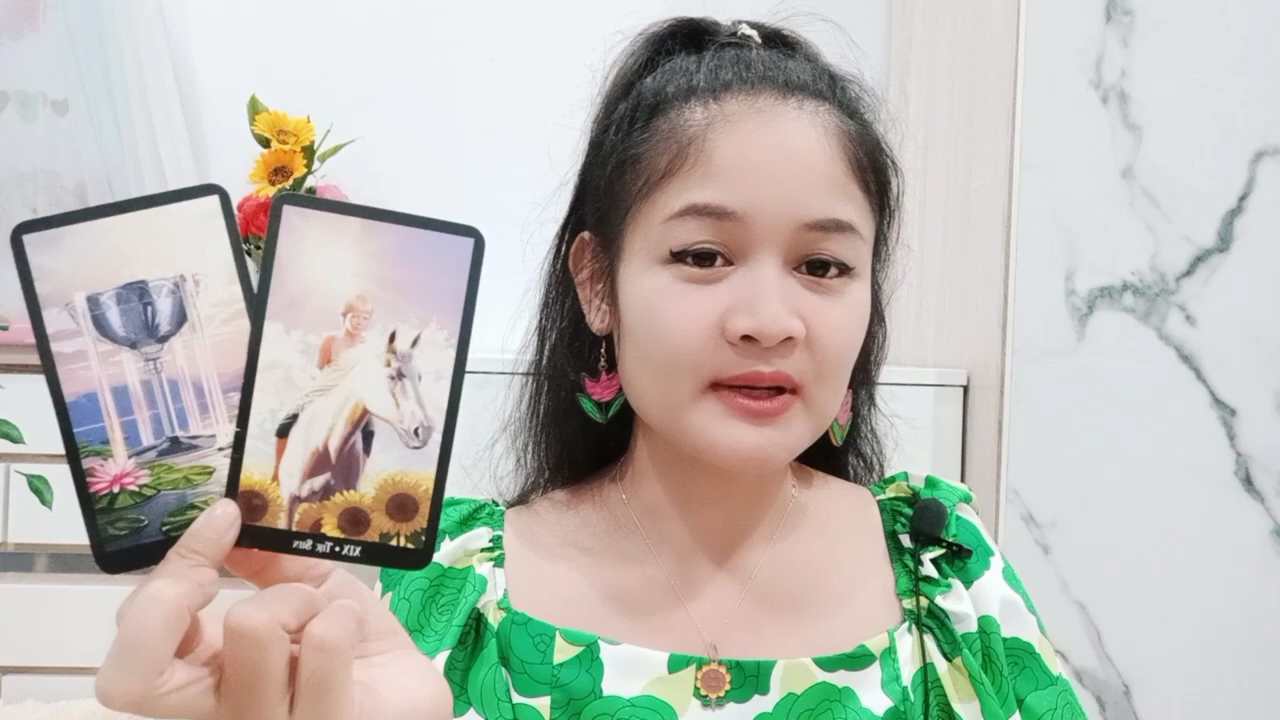 XIX • THE SUN